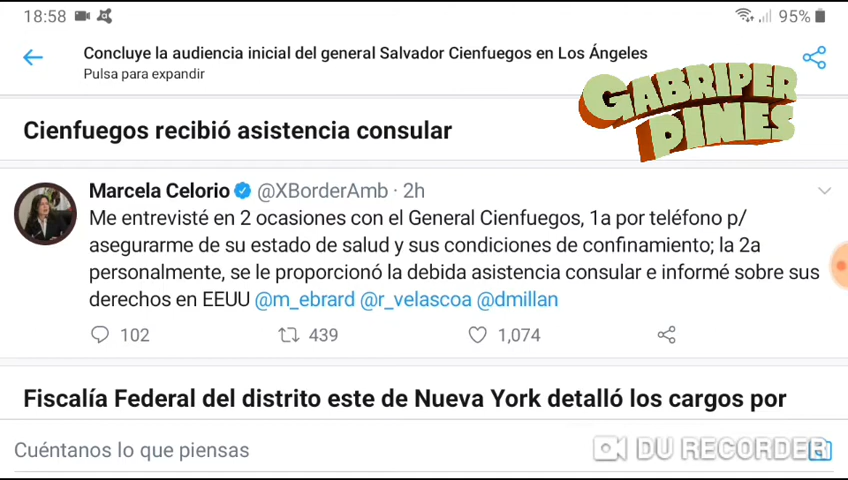 18:58
95%
Concluye la audiencia inicial del general Salvador Cienfuegos en Los Ángeles
Pulsa para expandir
GABRIPER
PINES
Cienfuegos recibió asistencia consular
Marcela Celorio @XBorderAmb · 2h
Me entrevisté en 2 ocasiones con el General Cienfuegos, 1a por teléfono p/
asegurarme de su estado de salud y sus condiciones de confinamiento; la 2a
personalmente, se le proporcionó la debida asistencia consular e informé sobre sus
derechos en EEUU @m_ebrard @r_velascoa @dmillan
102 439 1,074
Fiscalía Federal del distrito este de Nueva York detalló los cargos por
Cuéntanos lo que piensas
DU RECORDER